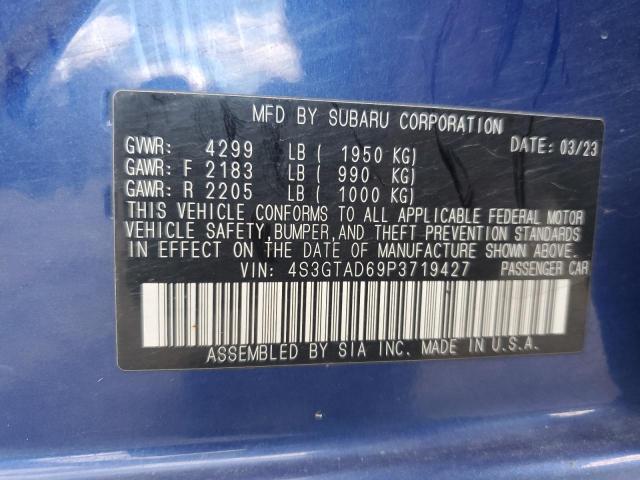 MFD BY SUBARU CORPORATION
GVWR: 4299 LB ( 1950 KG) DATE: 03/23
GAWR: F 2183 LB ( 990 KG)
GAWR: R 2205 LB ( 1000 KG)
THIS VEHICLE CONFORMS TO ALL APPLICABLE FEDERAL MOTOR
VEHICLE SAFETY, BUMPER, AND THEFT PREVENTION STANDARDS
IN EFFECT ON THE DATE OF MANUFACTURE SHOWN ABOVE.
VIN: 4S3GTAD69P3719427 PASSENGER CAR
ASSEMBLED BY SIA INC. MADE IN U.S.A.